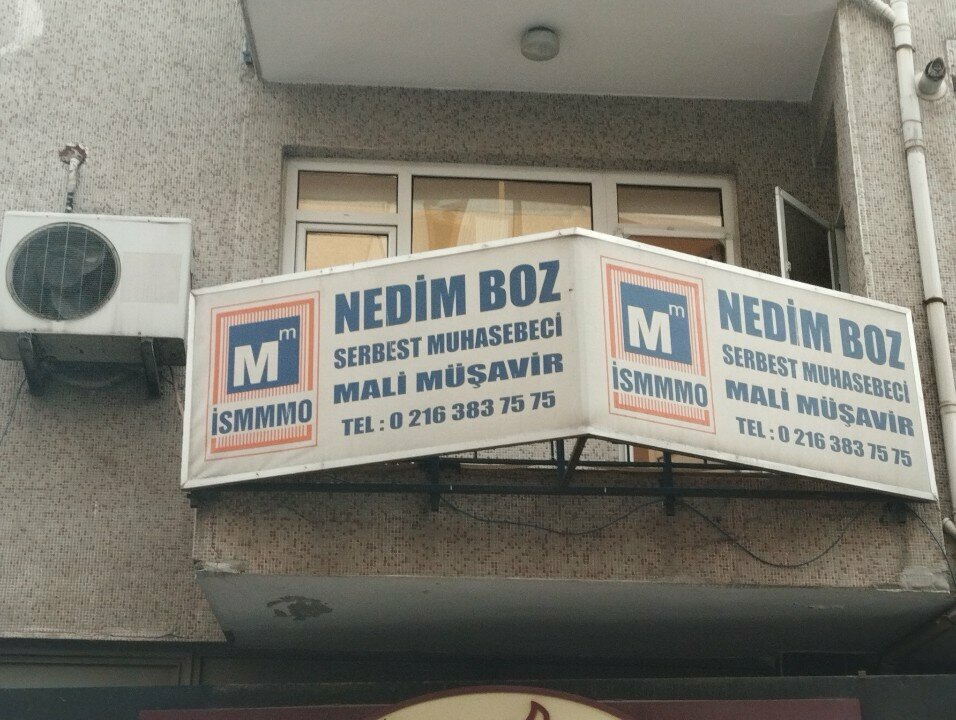 Mm
İSMMMO
NEDİM BOZ
SERBEST MUHASEBECİ
MALİ MÜŞAVİR
TEL : 0 216 383 75 75
Mm
İSMMMO
NEDİM BOZ
SERBEST MUHASEBECİ
MALİ MÜŞAVİR
TEL : 0 216 383 75 75